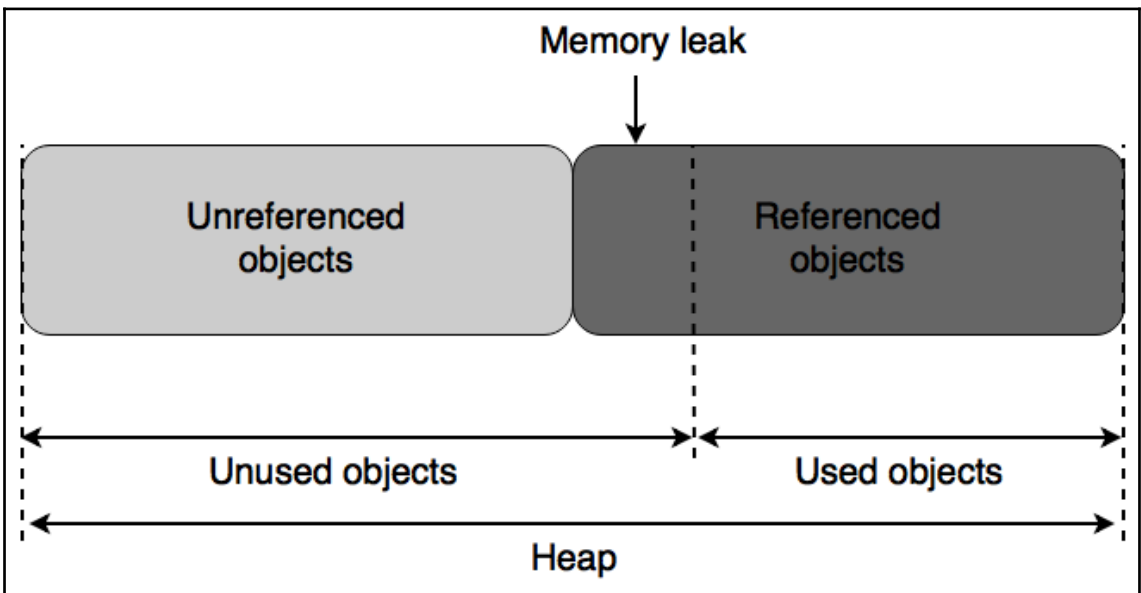 Memory leak
Unreferenced
objects
Referenced
objects
Unused objects
Used objects
Heap